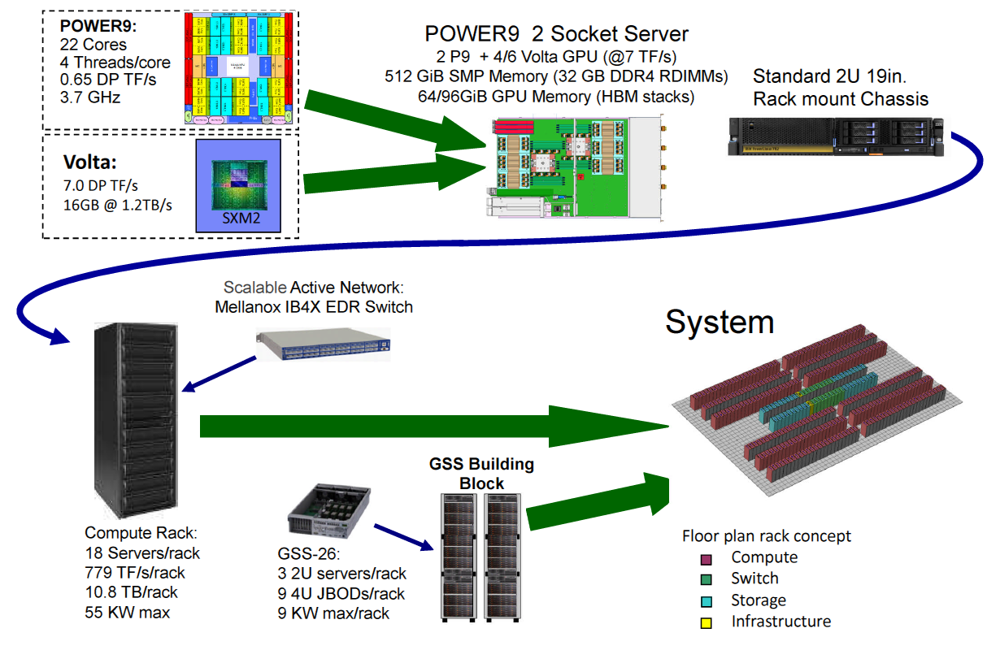 POWER9:
22 Cores
4 Threads/core
0.65 DP TF/s
3.7 GHz
Volta:
7.0 DP TF/s
16GB @ 1.2TB/s
SXM2
POWER9 2 Socket Server
2 P9 + 4/6 Volta GPU (@7 TF/s)
512 GiB SMP Memory (32 GB DDR4 RDIMMs)
64/96GiB GPU Memory (HBM stacks)
Standard 2U 19in.
Rack mount Chassis
Scalable Active Network:
Mellanox IB4X EDR Switch
System
Compute Rack:
18 Servers/rack
779 TF/s/rack
10.8 TB/rack
55 KW max
GSS-26:
3 2U servers/rack
9 4U JBODs/rack
9 KW max/rack
GSS Building
Block
Floor plan rack concept
Compute
Switch
Storage
Infrastructure